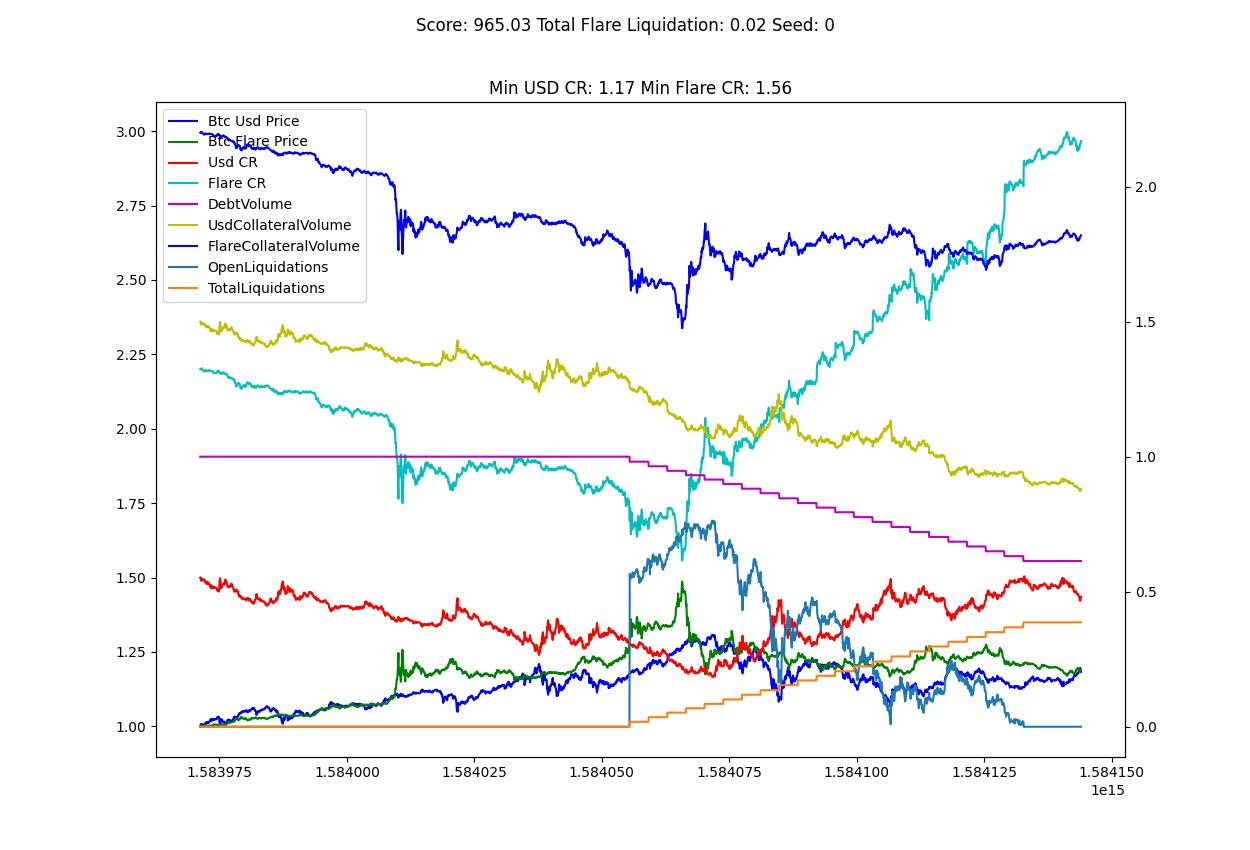 Score: 965.03 Total Flare Liquidation: 0.02 Seed: 0
Min USD CR: 1.17 Min Flare CR: 1.56
Btc Usd Price
Btc Flare Price
Usd CR
Flare CR
DebtVolume
UsdCollateralVolume
FlareCollateralVolume
OpenLiquidations
TotalLiquidations
3.00
2.75
2.50
2.25
2.00
1.75
1.50
1.25
1.00
2.0
1.5
1.0
0.5
0.0
1.583975 1.584000 1.584025 1.584050 1.584075 1.584100 1.584125 1.584150
1e15